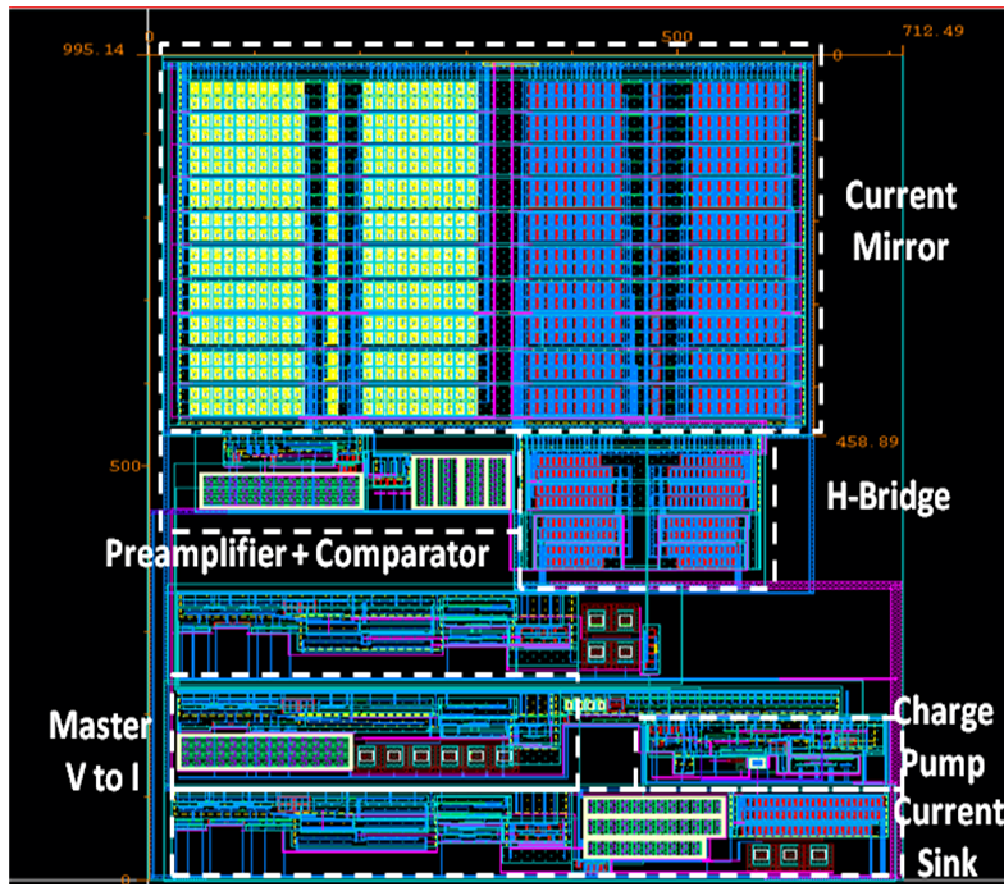 0 500 712.49
995.14 0
Current
Mirror
458.89
500
H-Bridge
Preamplifier + Comparator
Master
V to I
Charge
Pump
Current
Sink
0